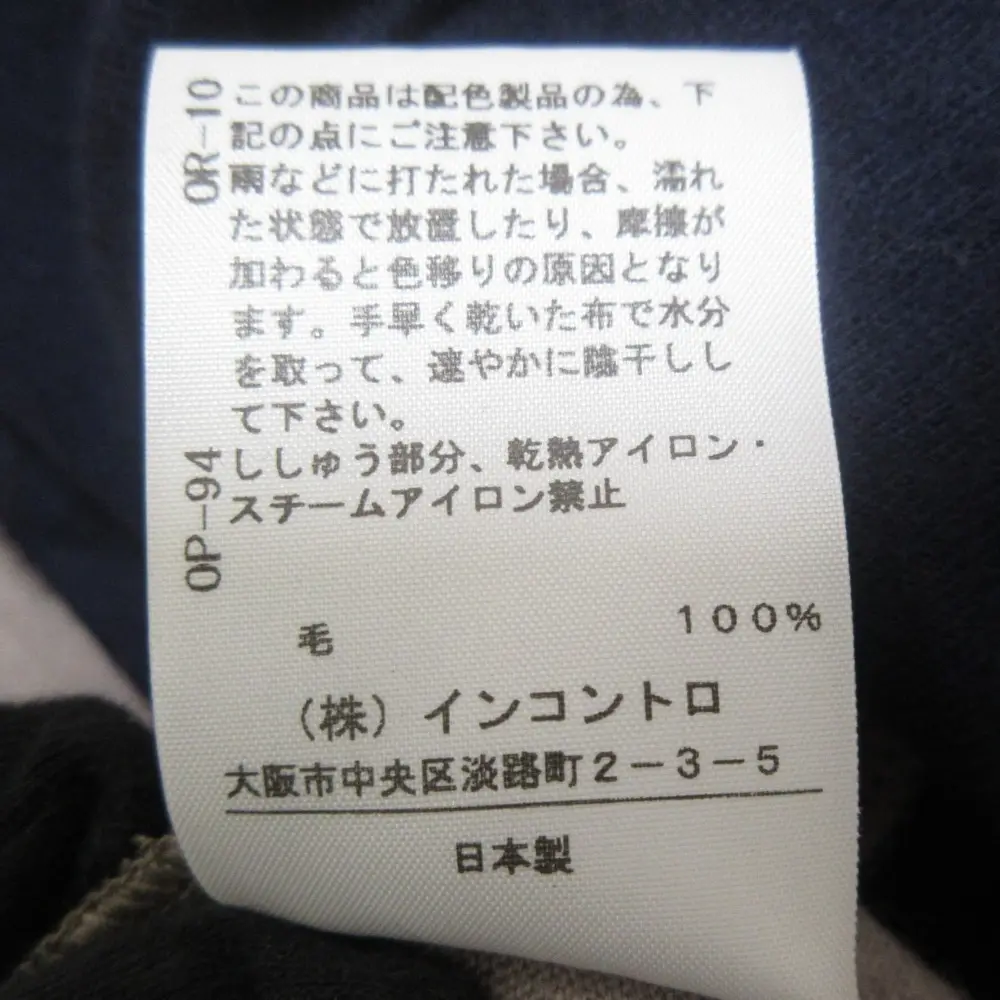 OR-10
この商品は配色製品の為、下
記の点にご注意下さい。
雨などに打たれた場合、濡れ
た状態で放置したり、摩擦が
加わると色移りの原因となり
ます。手早く乾いた布で水分
を取って、速やかに陰干しし
て下さい。
OP-94
ししゅう部分、乾熱アイロン・
スチームアイロン禁止
毛 100%
(株)インコントロ
大阪市中央区淡路町2-3-5
日本製